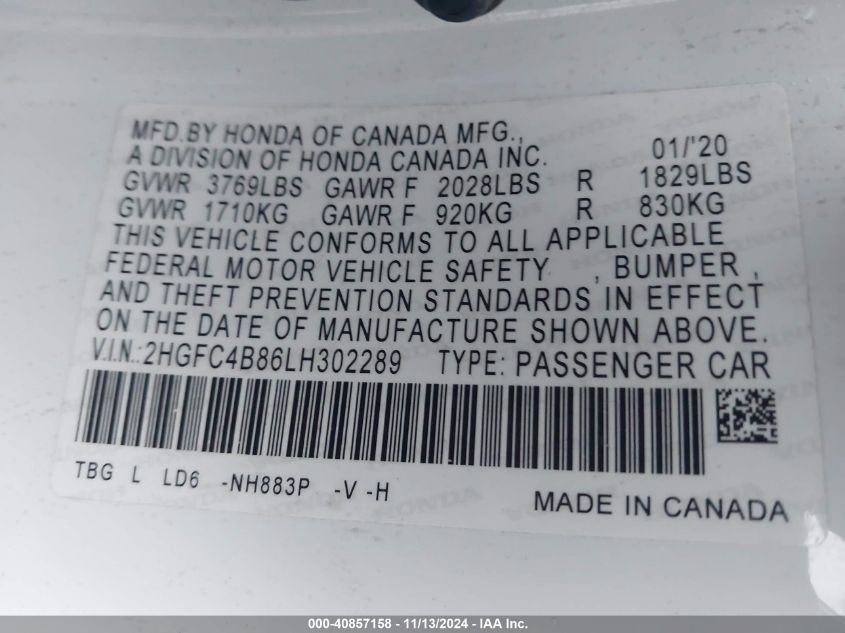 MFD.BY HONDA OF CANADA MFG.,
A DIVISION OF HONDA CANADA INC. 01/'20
GVWR 3769LBS GAWR F 2028LBS R 1829LBS
GVWR 1710KG GAWR F 920KG R 830KG
THIS VEHICLE CONFORMS TO ALL APPLICABLE
FEDERAL MOTOR VEHICLE SAFETY , BUMPER ,
AND THEFT PREVENTION STANDARDS IN EFFECT
ON THE DATE OF MANUFACTURE SHOWN ABOVE.
V.I.N.:2HGFC4B86LH302289 TYPE: PASSENGER CAR
TBG L LD6 -NH883P -V -H
MADE IN CANADA
000-40857158 - 11/13/2024 - IAA Inc.